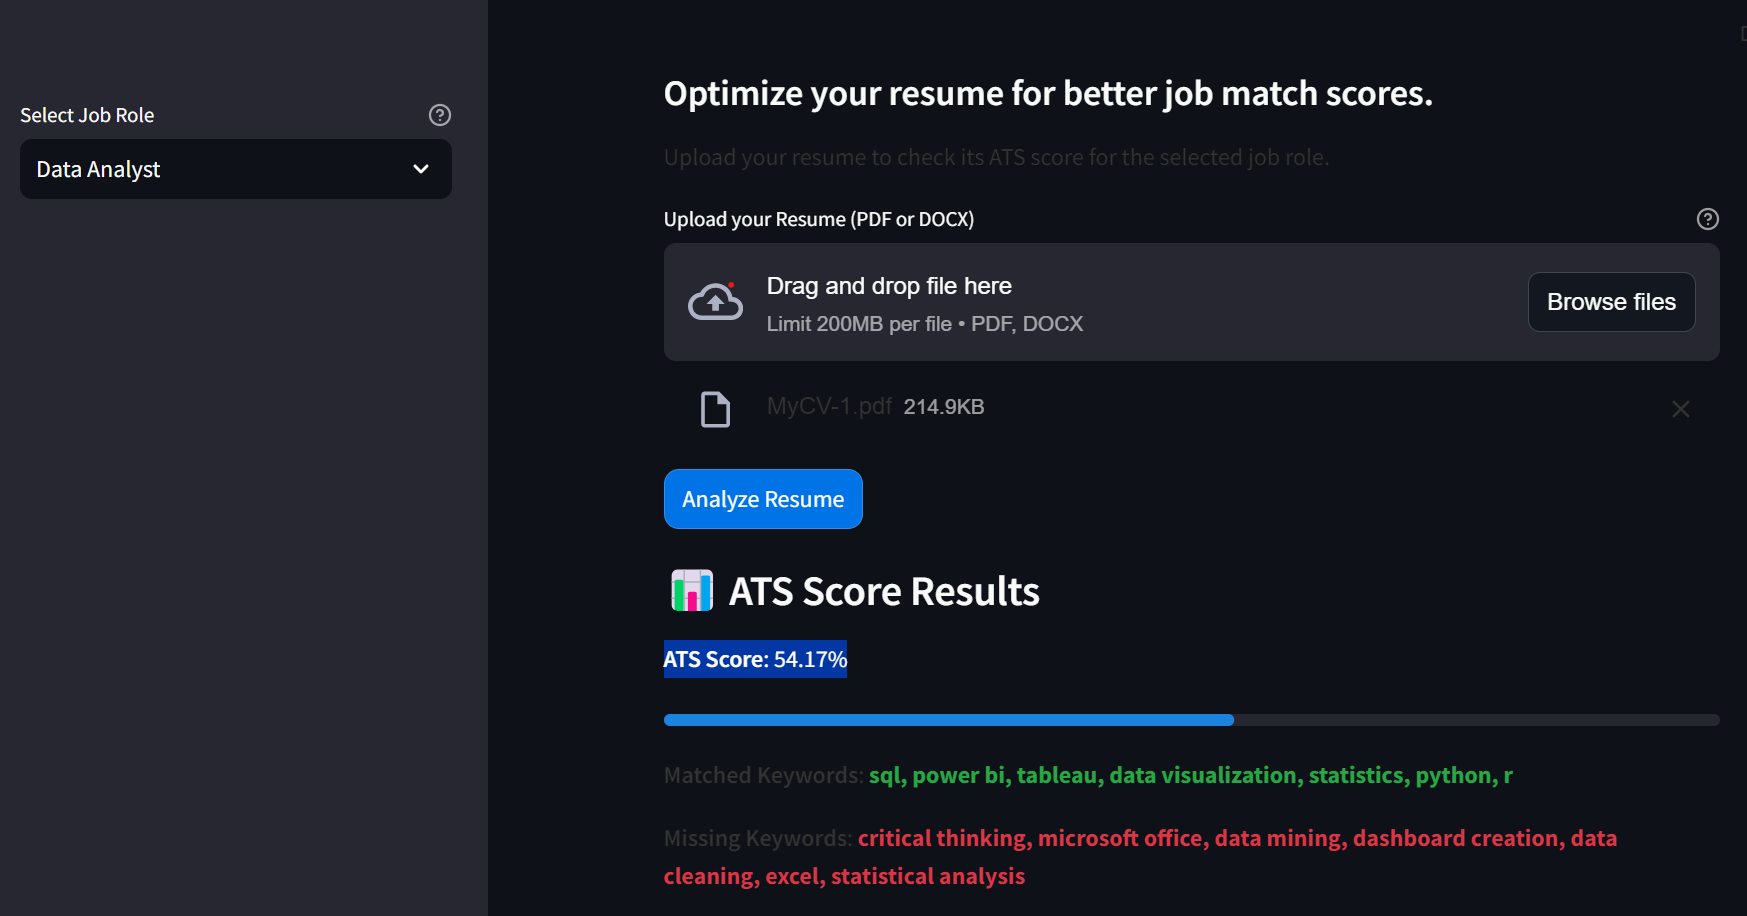 Select Job Role
Data Analyst
Optimize your resume for better job match scores.
Upload your resume to check its ATS score for the selected job role.
Upload your Resume (PDF or DOCX)
Drag and drop file here
Limit 200MB per file • PDF, DOCX
Browse files
MyCV-1.pdf 214.9KB
Analyze Resume
ATS Score Results
ATS Score: 54.17%
Matched Keywords: sql, power bi, tableau, data visualization, statistics, python, r
Missing Keywords: critical thinking, microsoft office, data mining, dashboard creation, data
cleaning, excel, statistical analysis